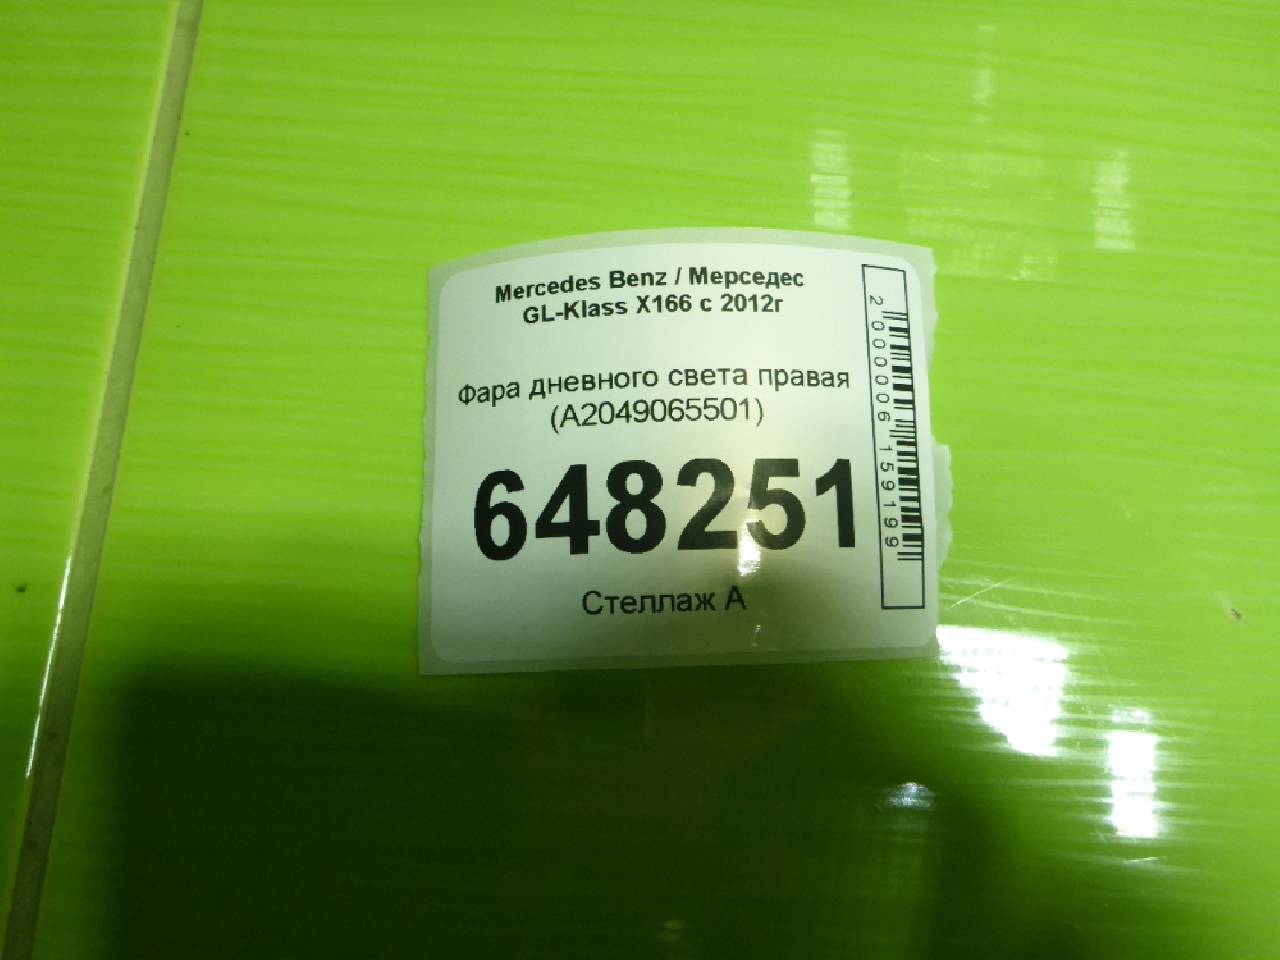 Mercedes Benz / Мерседес
GL-Klass X166 с 2012г
Фара дневного света правая
(A2049065501)
648251
Стеллаж А
2000006159199